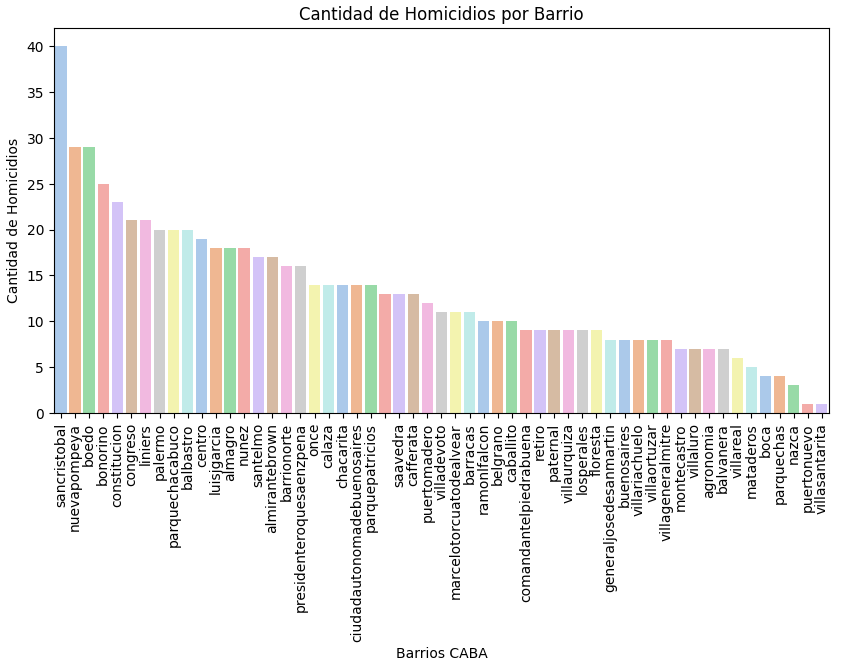 Cantidad de Homicidios por Barrio
Cantidad de Homicidios
40
35
30
25
20
15
10
5
0
sancristobal
nuevapompeya
boedo
bonorino
constitucion
congreso
liniers
palermo
parquechacabuco
balbastro
centro
luisjgarcia
almagro
nunez
santelmo
almirantebrown
barrionorte
presidenteroquesaenzpena
once
calaza
chacarita
ciudadautonomadebuenosaires
parquepatricios
saavedra
cafferata
puertomadero
villadevoto
marcelotorcuatodealvear
barracas
ramonlfalcon
belgrano
caballito
comandantelpiedrabuena
retiro
paternal
villaurquiza
losperales
floresta
generaljosedesanmartin
buenosaires
villariachuelo
villaortuzar
villageneralmitre
montecastro
villaluro
agronomia
balvanera
villareal
mataderos
boca
parquechas
nazca
puertonuevo
villasantarita
Barrios CABA